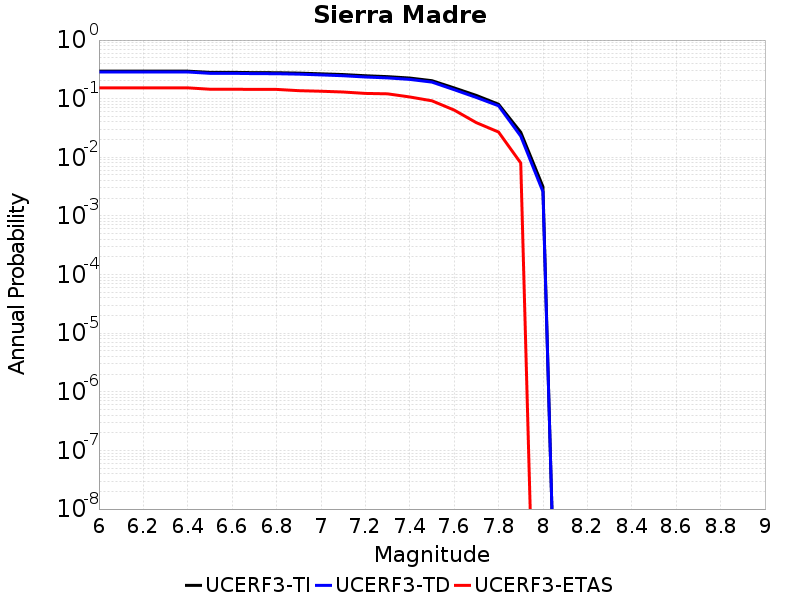 Sierra Madre
Annual Probability
10^0
10^-1
10^-2
10^-3
10^-4
10^-5
10^-6
10^-7
10^-8
6 6.2 6.4 6.6 6.8 7 7.2 7.4 7.6 7.8 8 8.2 8.4 8.6 8.8 9
Magnitude
UCERF3-TI UCERF3-TD UCERF3-ETAS